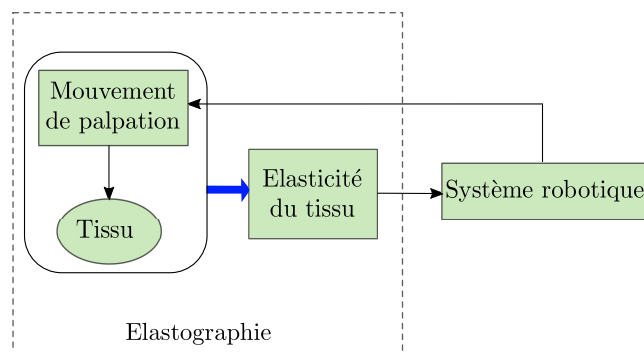 Mouvement
de palpation
Tissu
Elasticité
du tissu
Système robotique
Elastographie